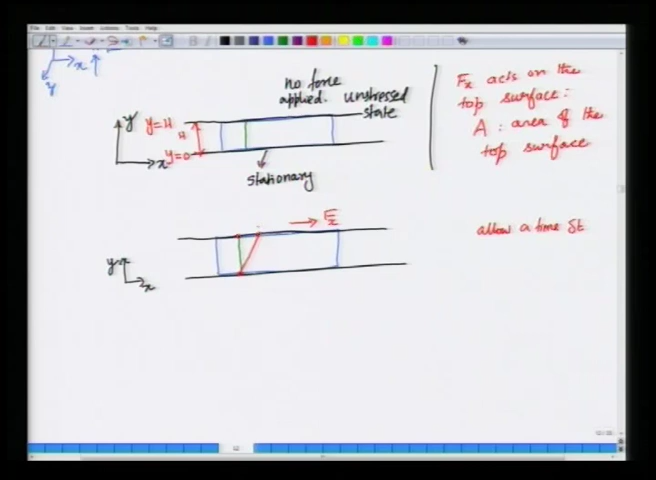 x
y
no force
applied. unstressed
state
y
y=H
H
y=0
x
stationary
Fx acts on the
top surface:
A : area of the
top surface
Fx
y
x
allow a time δt